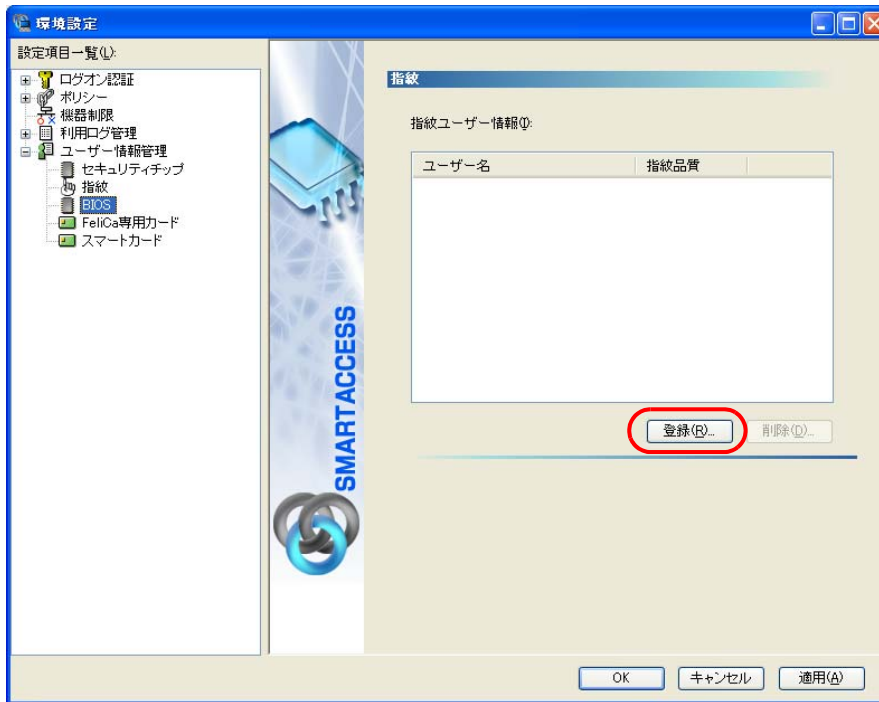 環境設定
設定項目一覧(L):
ログオン認証
ポリシー
機器制限
利用ログ管理
ユーザー情報管理
セキュリティチップ
指紋
BIOS
FeliCa専用カード
スマートカード
SMARTACCESS
指紋
指紋ユーザー情報(I):
ユーザー名 指紋品質
登録(R)... 削除(D)...
OK キャンセル 適用(A)